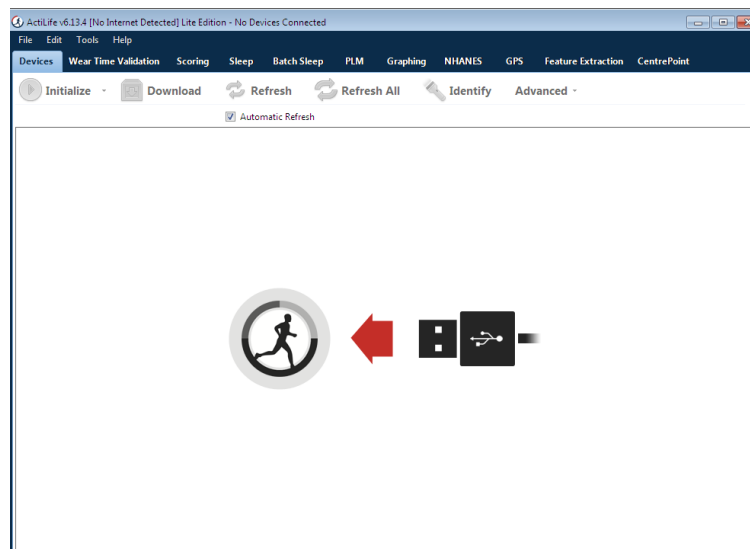 ActiLife v6.13.4 [No Internet Detected] Lite Edition - No Devices Connected
File Edit Tools Help
Devices Wear Time Validation Scoring Sleep Batch Sleep PLM Graphing NHANES GPS Feature Extraction CentrePoint
Initialize - Download Refresh Refresh All Identify Advanced -
Automatic Refresh